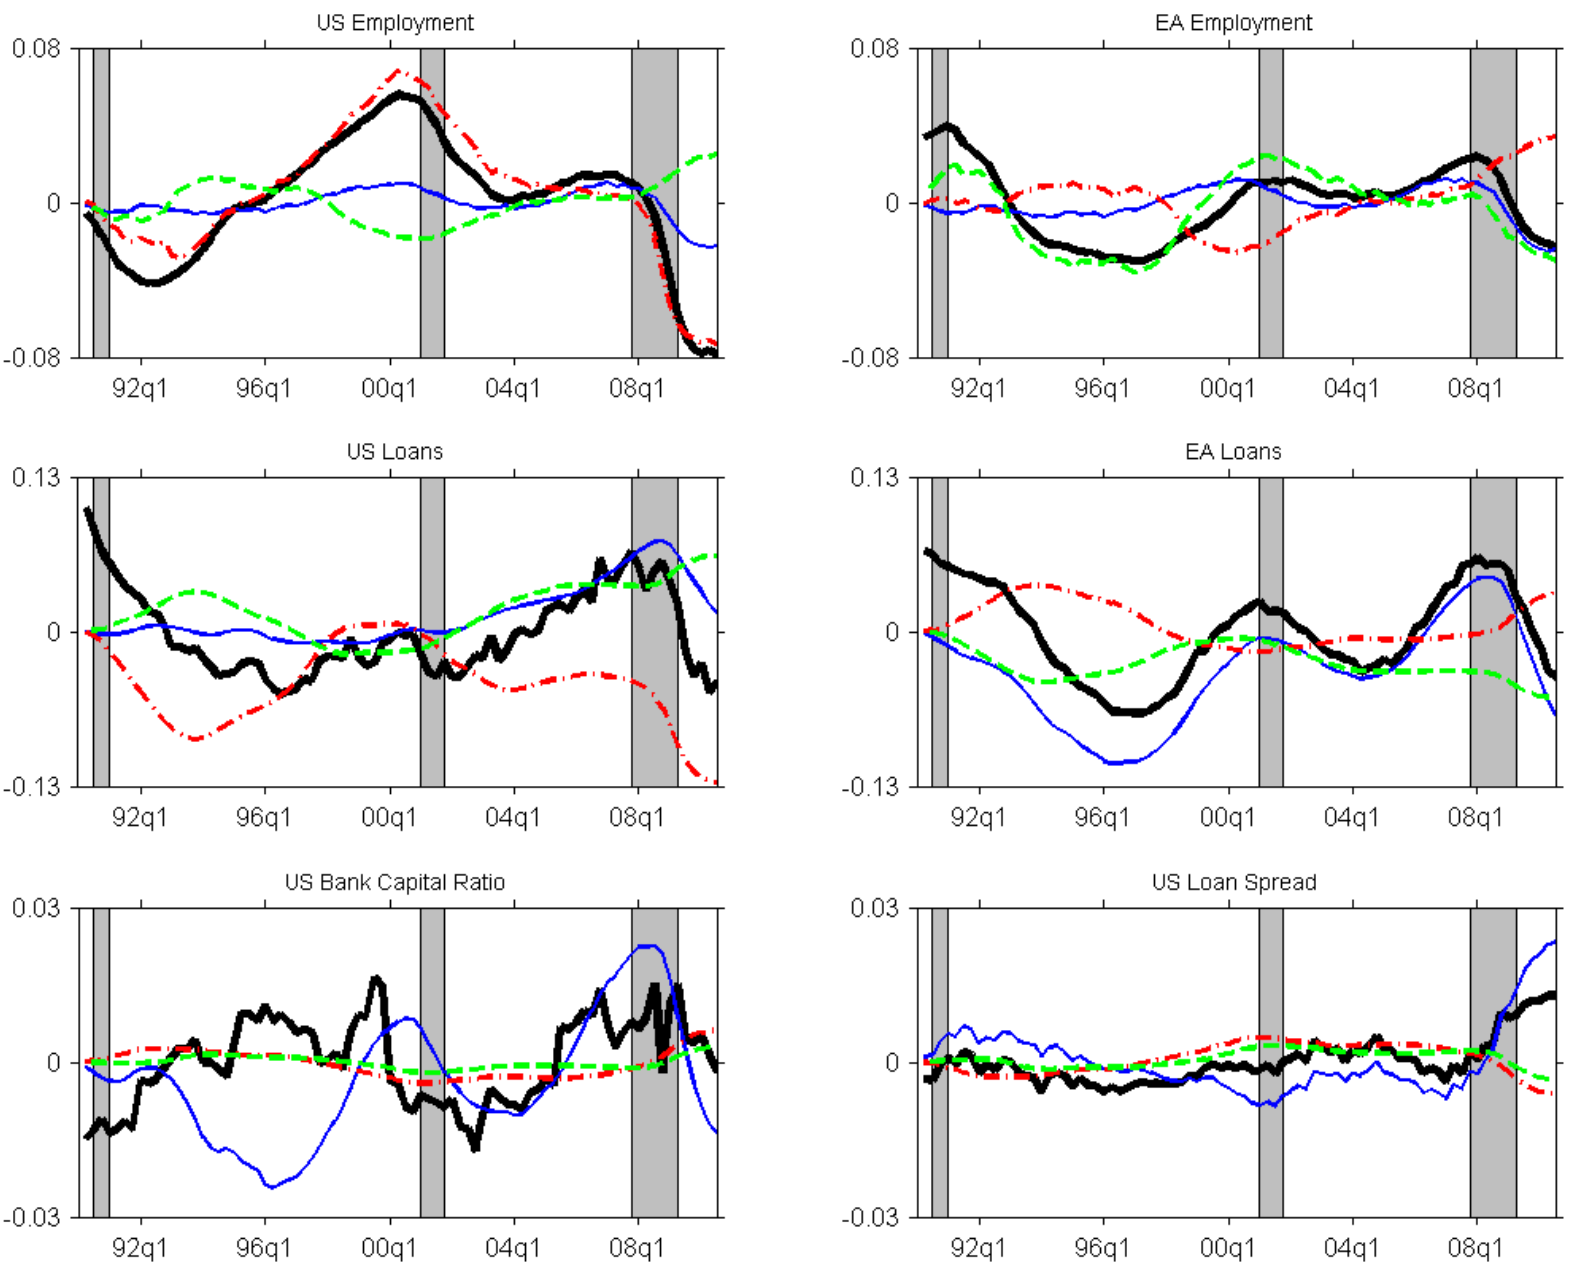 US Employment
0.08
0
-0.08
92q1 96q1 00q1 04q1 08q1
EA Employment
0.08
0
-0.08
92q1 96q1 00q1 04q1 08q1
US Loans
0.13
0
-0.13
92q1 96q1 00q1 04q1 08q1
EA Loans
0.13
0
-0.13
92q1 96q1 00q1 04q1 08q1
US Bank Capital Ratio
0.03
0
-0.03
92q1 96q1 00q1 04q1 08q1
US Loan Spread
0.03
0
-0.03
92q1 96q1 00q1 04q1 08q1